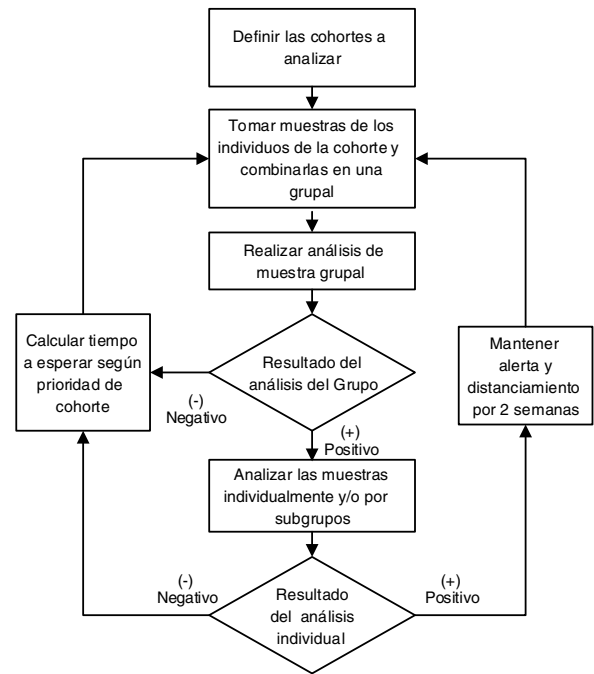 Definir las cohortes a
analizar
Tomar muestras de los
individuos de la cohorte y
combinarlas en una
grupal
Realizar análisis de
muestra grupal
Calcular tiempo
a esperar según
prioridad de
cohorte
Resultado del
análisis del Grupo
Mantener
alerta y
distanciamiento
por 2 semanas
(-)
Negativo
(+)
Positivo
Analizar las muestras
individualmente y/o por
subgrupos
(-)
Negativo
Resultado
del análisis
individual
(+)
Positivo